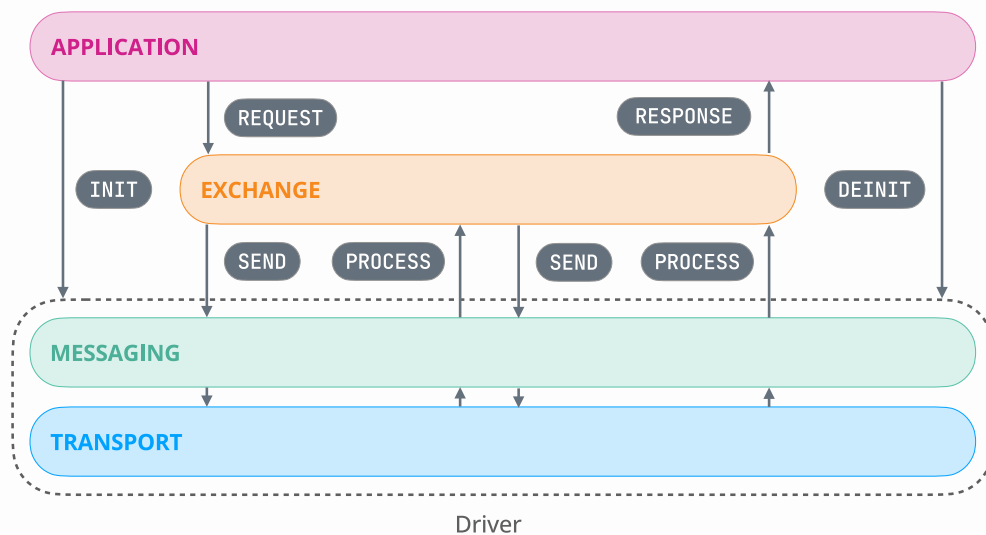 APPLICATION
REQUEST
RESPONSE
INIT
EXCHANGE
DEINIT
SEND
PROCESS
SEND
PROCESS
MESSAGING
TRANSPORT
Driver